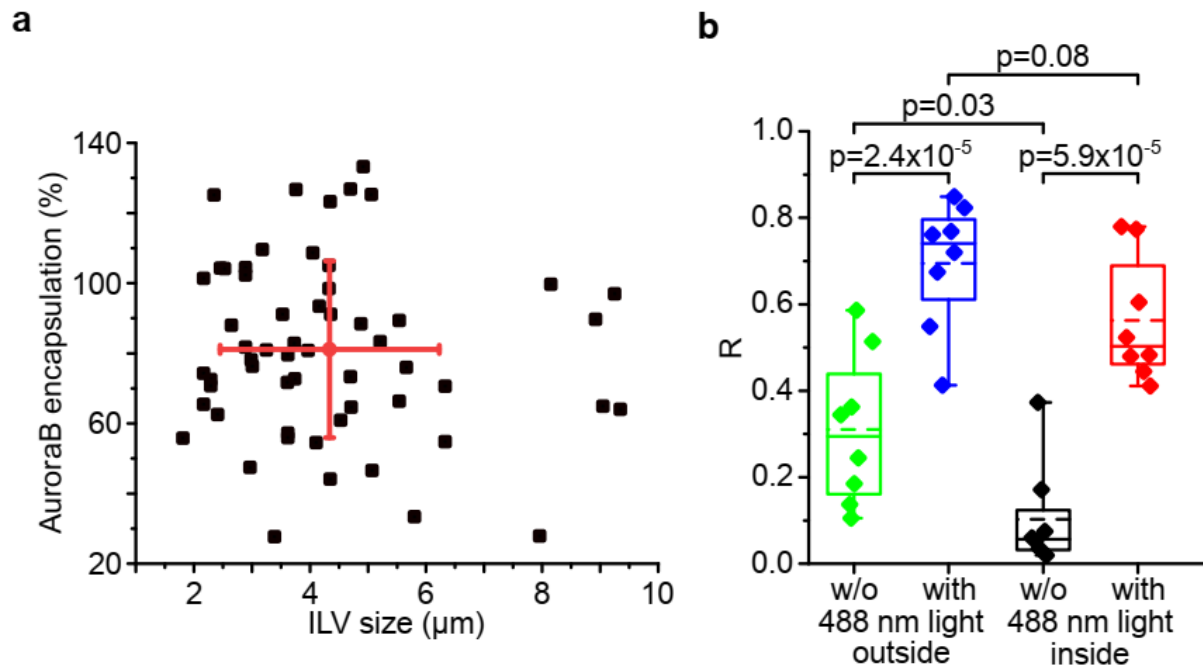 a
b
p=0.08
p=0.03
p=2.4x10⁻⁵
p=5.9x10⁻⁵
AuroraB encapsulation (%)
140
100
60
20
2
4
6
8
10
ILV size (µm)
R
1.0
0.8
0.6
0.4
0.2
0.0
w/o with w/o with
488 nm light 488 nm light
outside inside